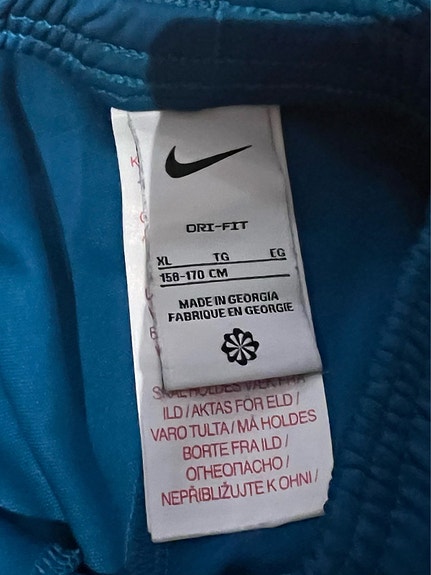 DRI-FIT
XL TG EG
158-170 CM
MADE IN GEORGIA
FABRIQUE EN GEORGIE
ILD / AKTAS FÖR ELD /
VARO TULTA / MÅ HOLDES
BORTE FRA ILD /
ОГНЕОПАСНО /
NEPŘIBLIŽUJTE K OHNI /